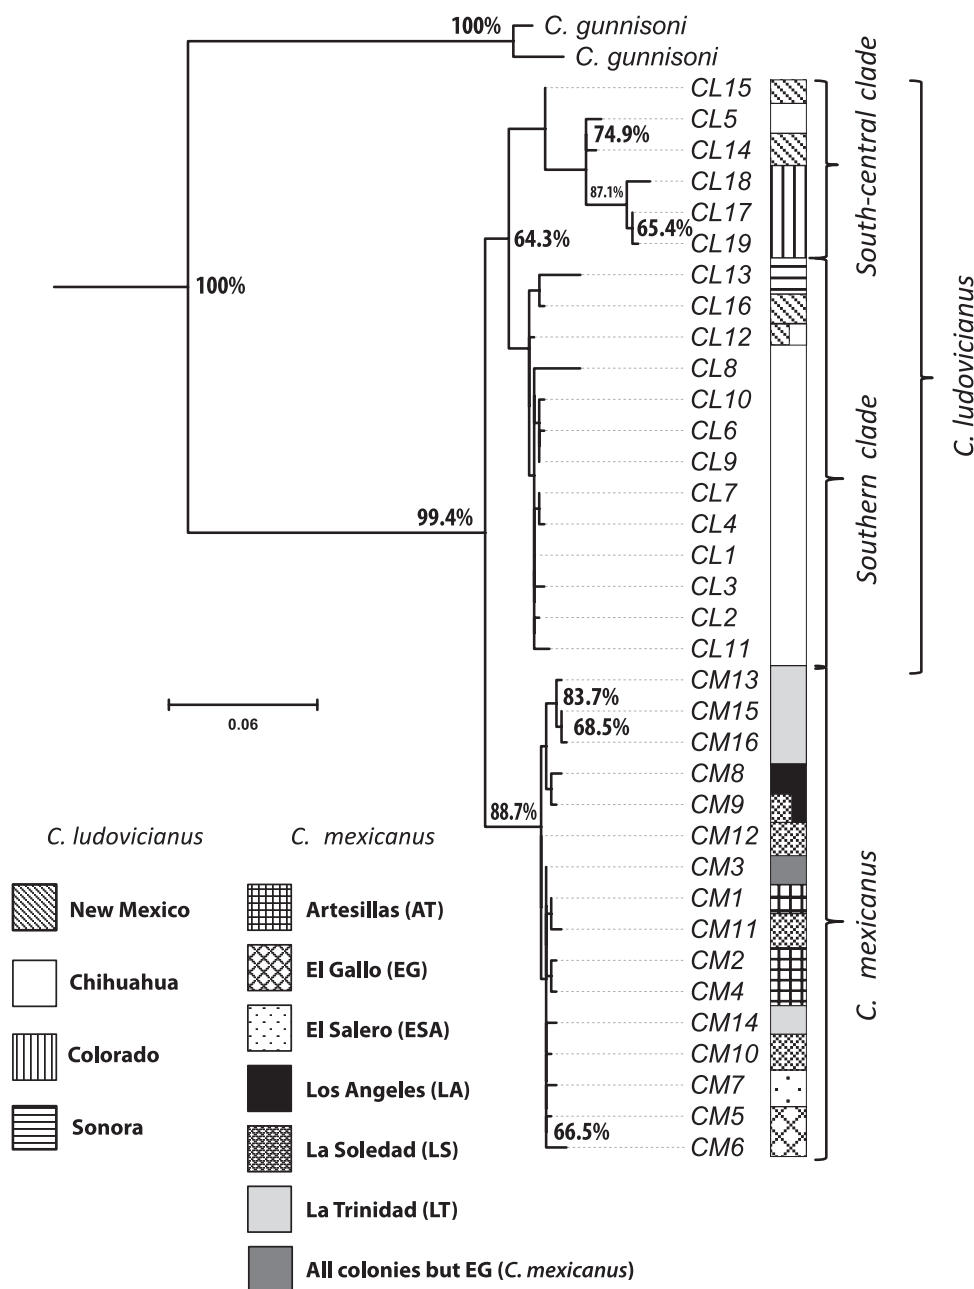 100%
C. gunnisoni
C. gunnisoni
CL15
CL5
74.9%
CL14
CL18
87.1%
CL17
65.4%
CL19
64.3%
CL13
100%
CL16
CL12
CL8
CL10
CL6
CL9
CL7
99.4%
CL4
CL1
CL3
CL2
CL11
CM13
83.7%
CM15
68.5%
CM16
0.06
CM8
CM9
88.7%
CM12
CM3
CM1
CM11
CM2
CM4
CM14
CM10
CM7
CM5
66.5%
CM6
South-central clade
Southern clade
C. ludovicianus
C. mexicanus
C. ludovicianus
New Mexico
Chihuahua
Colorado
Sonora
C. mexicanus
Artesillas (AT)
El Gallo (EG)
El Salero (ESA)
Los Angeles (LA)
La Soledad (LS)
La Trinidad (LT)
All colonies but EG (C. mexicanus)